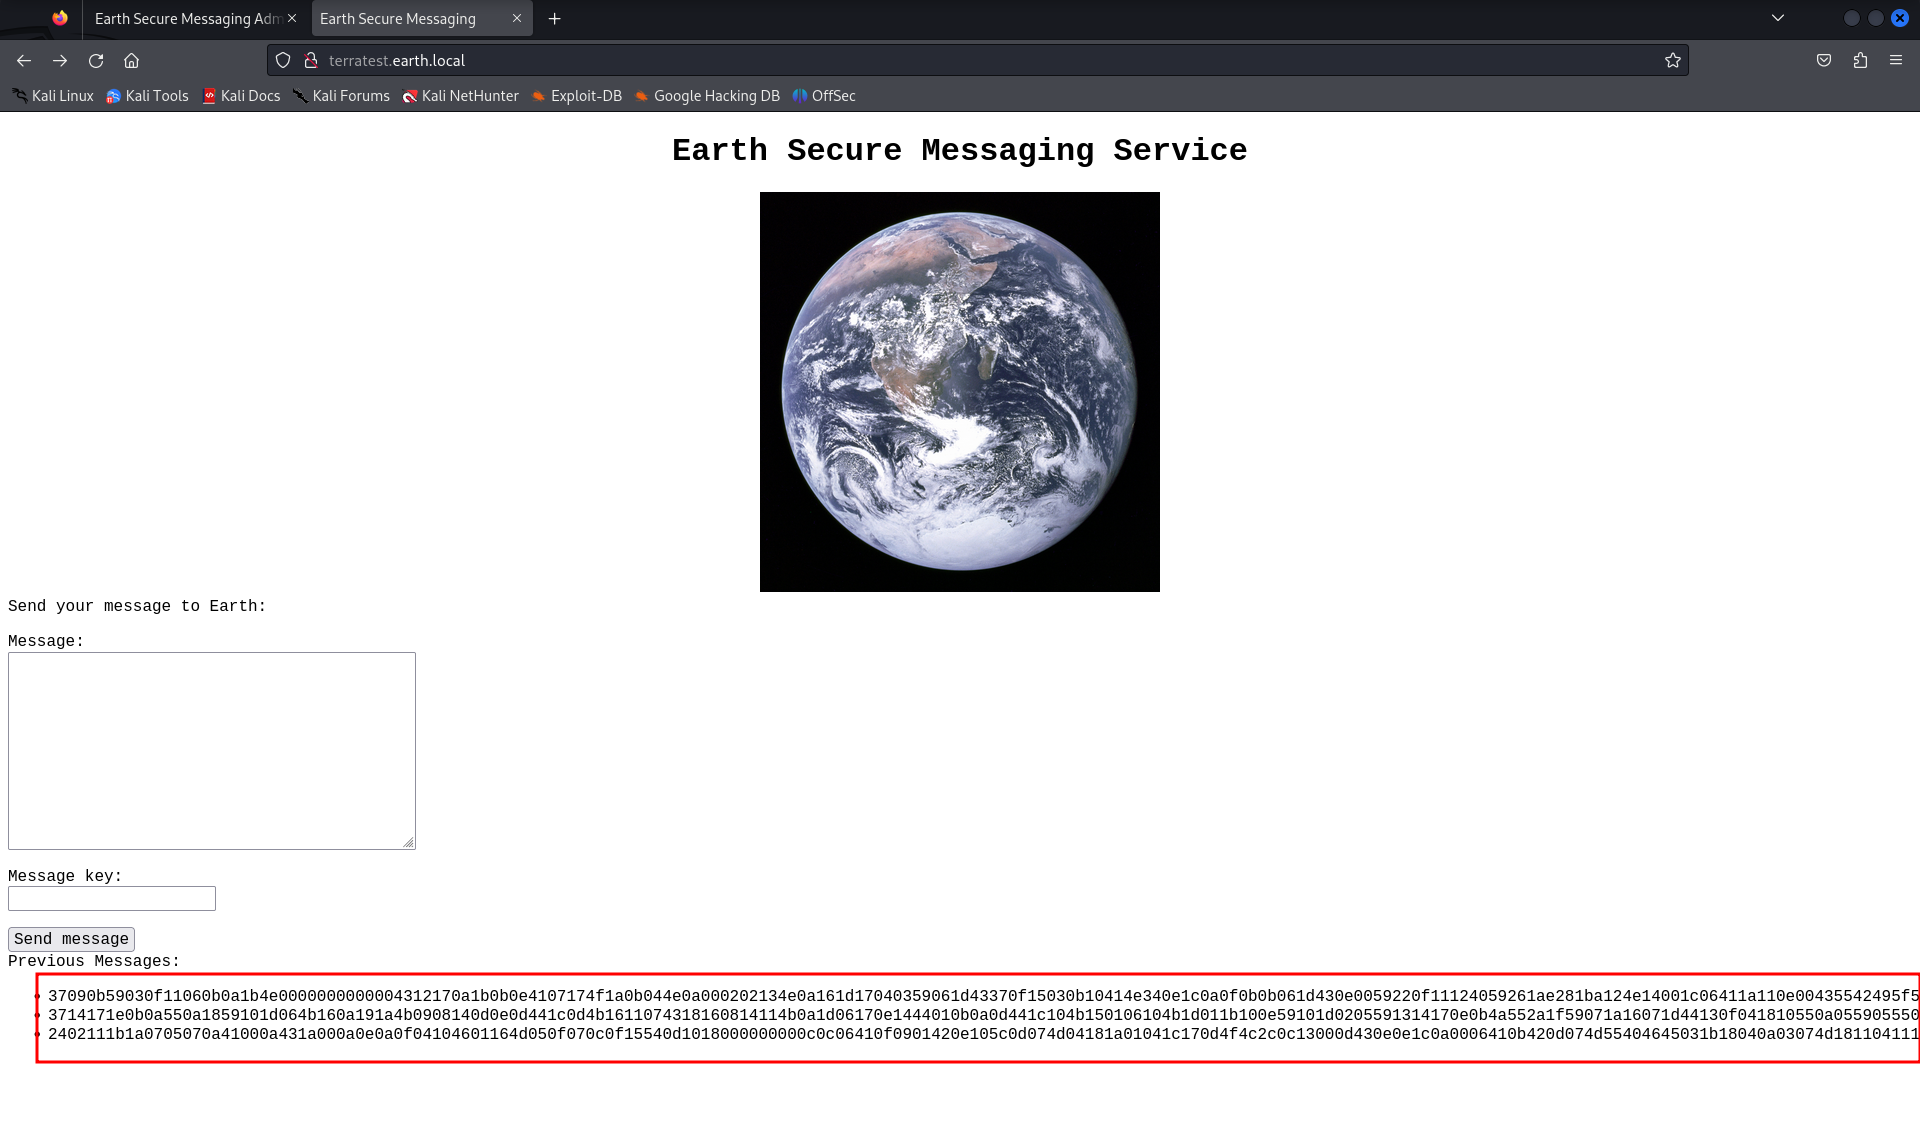 Earth Secure Messaging Adm
Earth Secure Messaging
terratest.earth.local
Kali Linux Kali Tools Kali Docs Kali Forums Kali NetHunter Exploit-DB Google Hacking DB OffSec
Earth Secure Messaging Service
Send your message to Earth:
Message:
Message key:
Send message
Previous Messages:
37090b59030f11060b0a1b4e0000000000004312170a1b0b0e4107174f1a0b044e0a000202134e0a161d17040359061d43370f15030b10414e340e1c0a0f0b0b061d430e0059220f11124059261ae281ba124e14001c06411a110e00435542495f5
3714171e0b0a550a1859101d064b160a191a4b0908140d0e0d441c0d4b1611074318160814114b0a1d06170e1444010b0a0d441c104b150106104b1d011b100e59101d0205591314170e0b4a552a1f59071a16071d44130f041810550a055905550
2402111b1a0705070a41000a431a000a0e0a0f04104601164d050f070c0f15540d1018000000000c0c06410f0901420e105c0d074d04181a01041c170d4f4c2c0c13000d430e0e1c0a0006410b420d074d55404645031b18040a03074d181104111